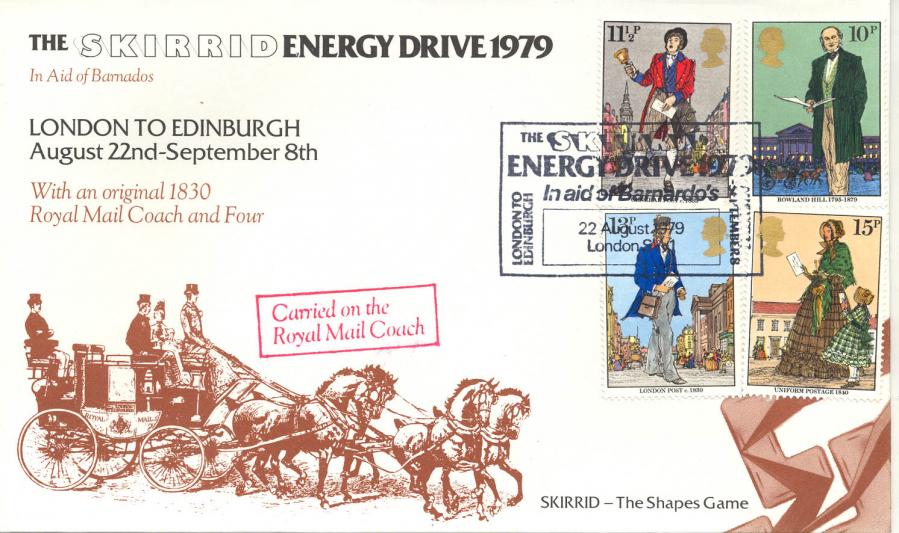 THE SKIRRID ENERGY DRIVE 1979
In Aid of Barnados
LONDON TO EDINBURGH
August 22nd-September 8th
With an original 1830
Royal Mail Coach and Four
Carried on the
Royal Mail Coach
ROYAL MAIL
11½P
10P
ROWLAND HILL 1795-1879
THE SKIRRID
ENERGY DRIVE 1979
In aid of Barnardo's
LONDON TO
EDINBURGH
22 August 1979
London
13P
LONDON POST c. 1830
15P
UNIFORM POSTAGE 1840
SKIRRID – The Shapes Game